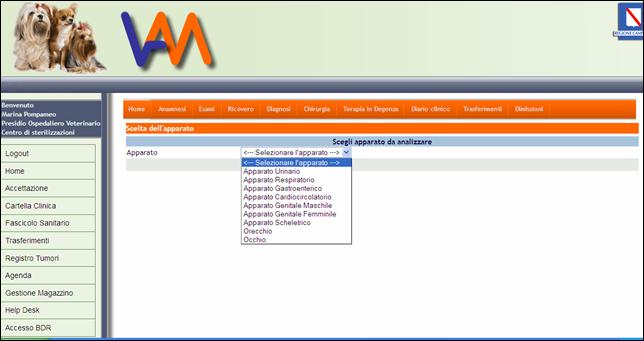 VAM
REGIONE CAMP
Benvenuto
Marina Pompameo
Presidio Ospedaliero Veterinario
Centro di sterilizzazioni
Home Anamnesi Esami Ricovero Diagnosi Chirurgia Terapia in Degenza Diario clinico Trasferimenti Dimissioni
Scelta dell'apparato
Scegli apparato da analizzare
Apparato <--- Selezionare l'apparato --->
<--- Selezionare l'apparato --->
Apparato Urinario
Apparato Respiratorio
Apparato Gastroenterico
Apparato Cardiocircolatorio
Apparato Genitale Maschile
Apparato Genitale Femminile
Apparato Scheletrico
Orecchio
Occhio
Logout
Home
Accettazione
Cartella Clinica
Fascicolo Sanitario
Trasferimenti
Registro Tumori
Agenda
Gestione Magazzino
Help Desk
Accesso BDR